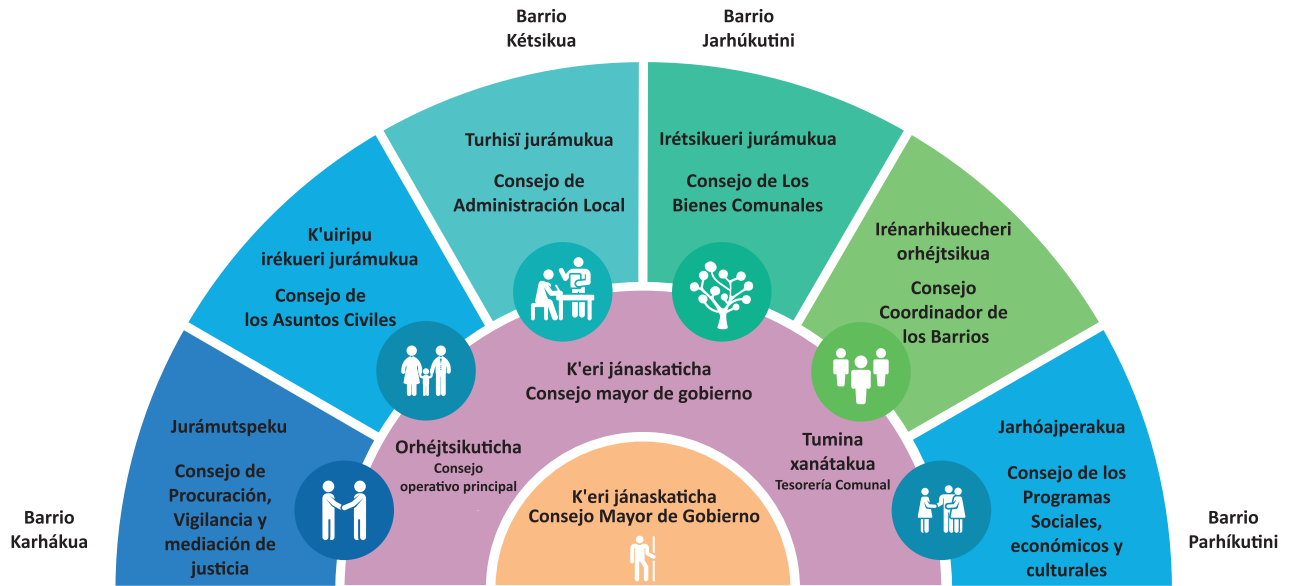 Barrio
Kétsikua
Barrio
Jarhúkutini
Turhisï jurámukua
Consejo de
Administración Local
Irétsikueri jurámukua
Consejo de Los
Bienes Comunales
K'uiripu
irékueri jurámukua
Consejo de
los Asuntos Civiles
Irénarhikuecheri
orhéjtsikua
Consejo
Coordinador de
los Barrios
Jurámutspeku
Consejo de
Procuración,
Vigilancia y
mediación de
justicia
Jarhóajperakua
Consejo de los
Programas
Sociales,
económicos y
culturales
K'eri jánaskaticha
Consejo mayor de gobierno
Orhéjtsikuticha
Consejo
operativo principal
Tumina
xanátakua
Tesorería Comunal
K'eri jánaskaticha
Consejo Mayor de Gobierno
Barrio
Karhákua
Barrio
Parhíkutini